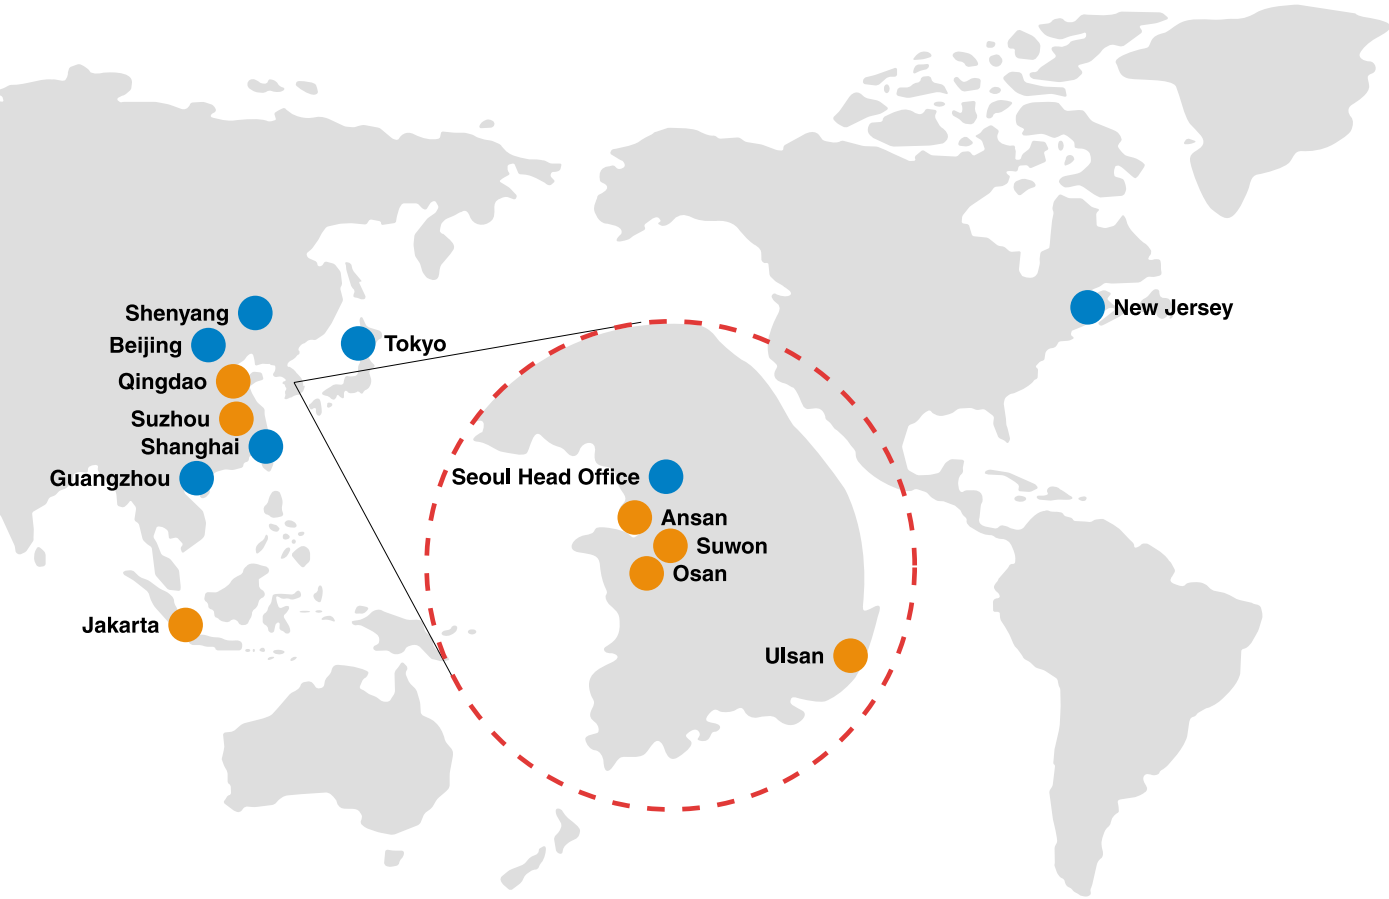 New Jersey
Shenyang
Beijing
Tokyo
Qingdao
Suzhou
Shanghai
Guangzhou
Seoul Head Office
Ansan
Suwon
Osan
Jakarta
Ulsan